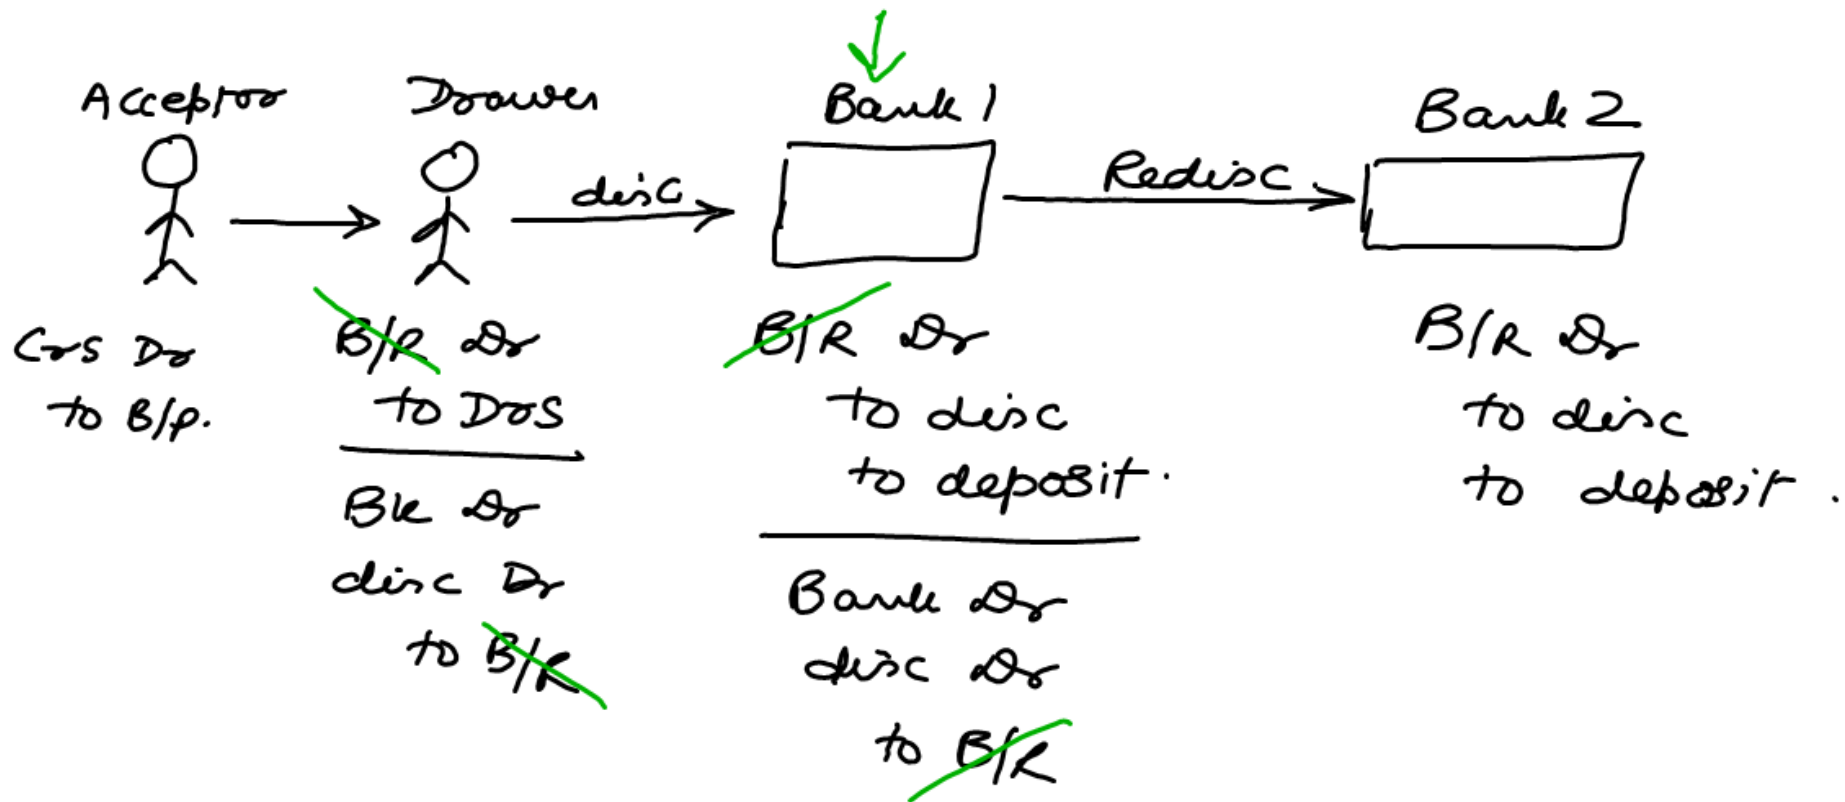 Acceptor
Drawer
Bank 1
Bank 2
disc
Redisc
Crs Dr
to B/p.
B/R Dr
to Drs
Bk Dr
disc Dr
to B/R
B/R Dr
to disc
to deposit.
Bank Dr
disc Dr
to B/R
B/R Dr
to disc
to deposit.